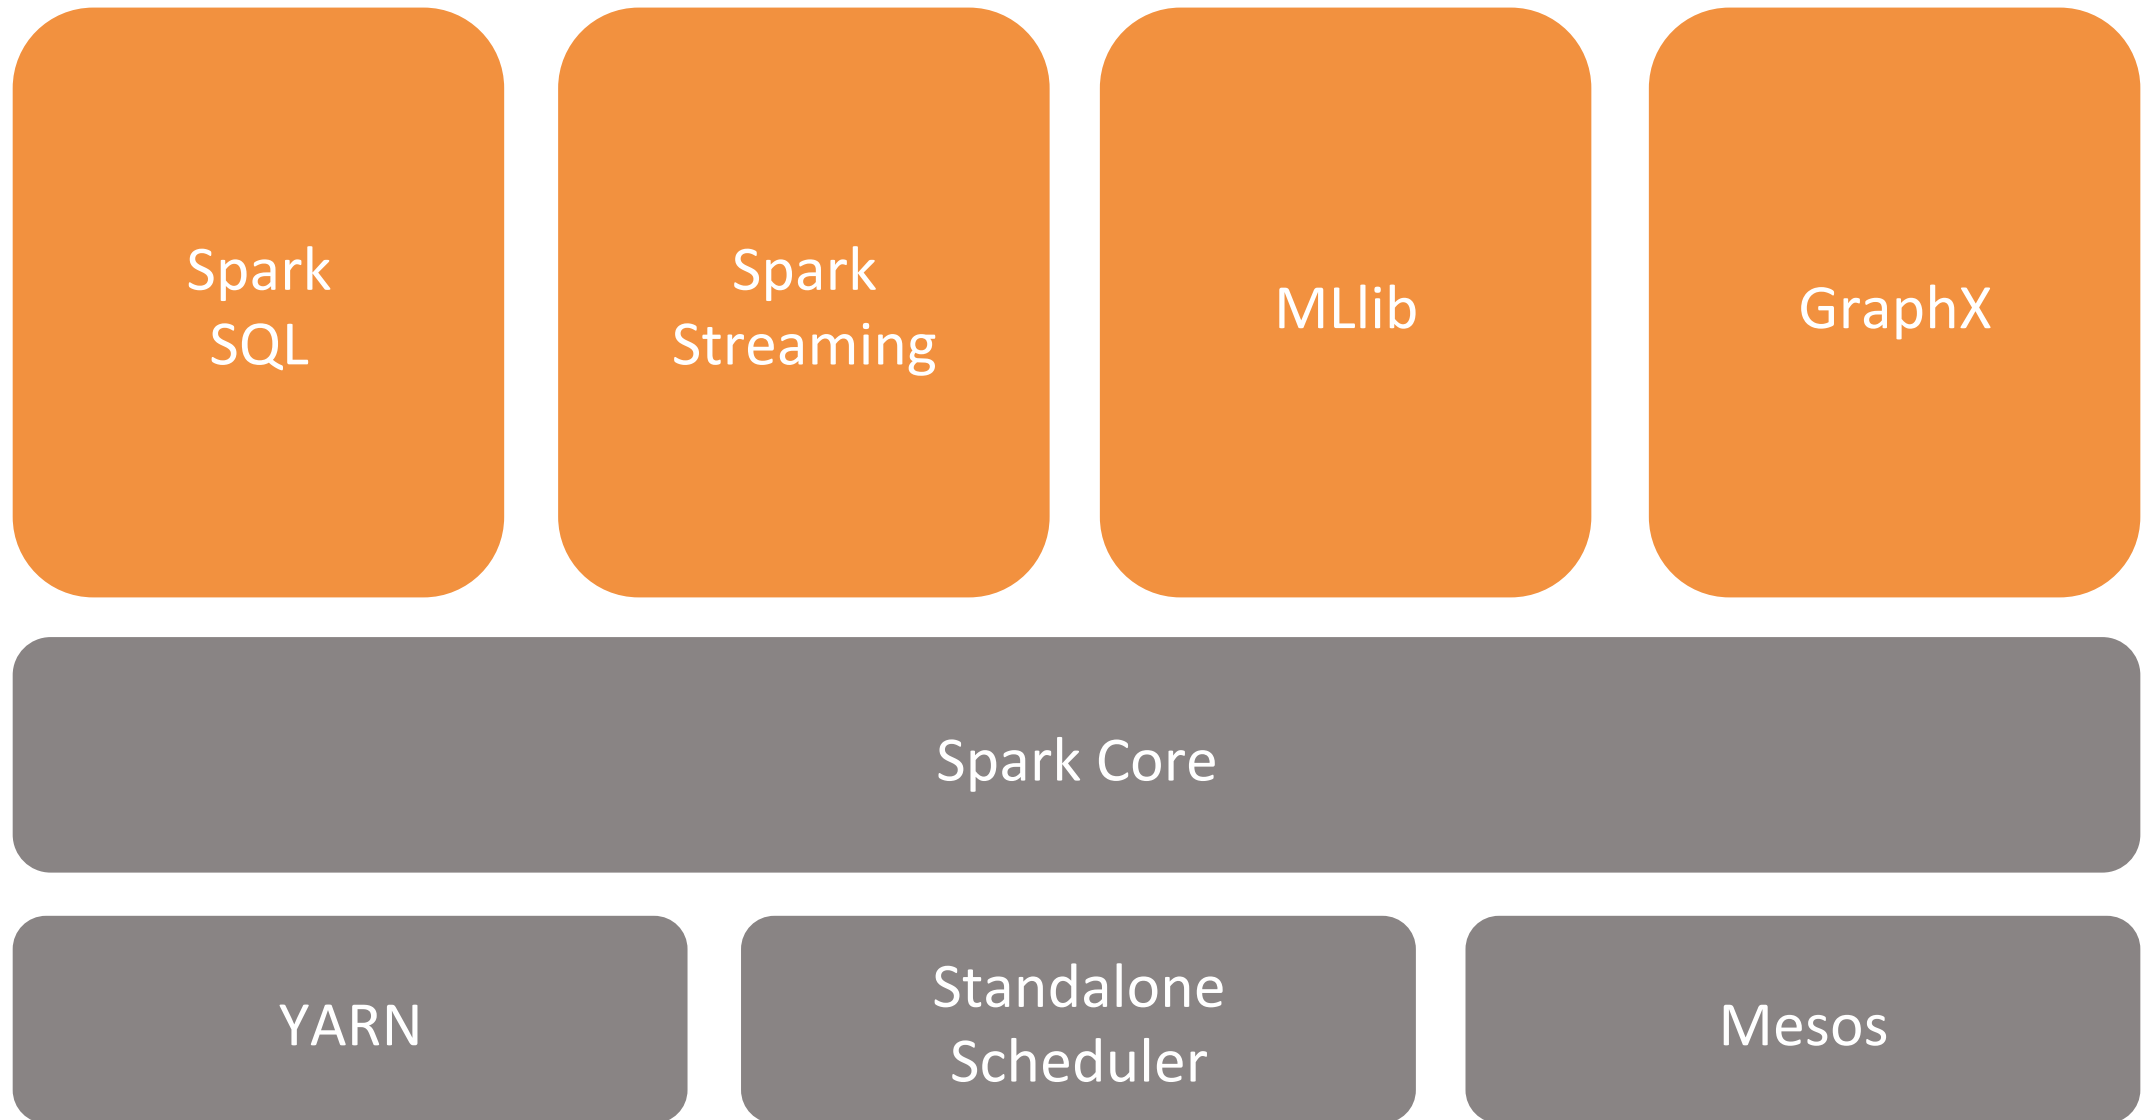 Spark
SQL
Spark
Streaming
MLlib
GraphX
Spark Core
YARN
Standalone
Scheduler
Mesos